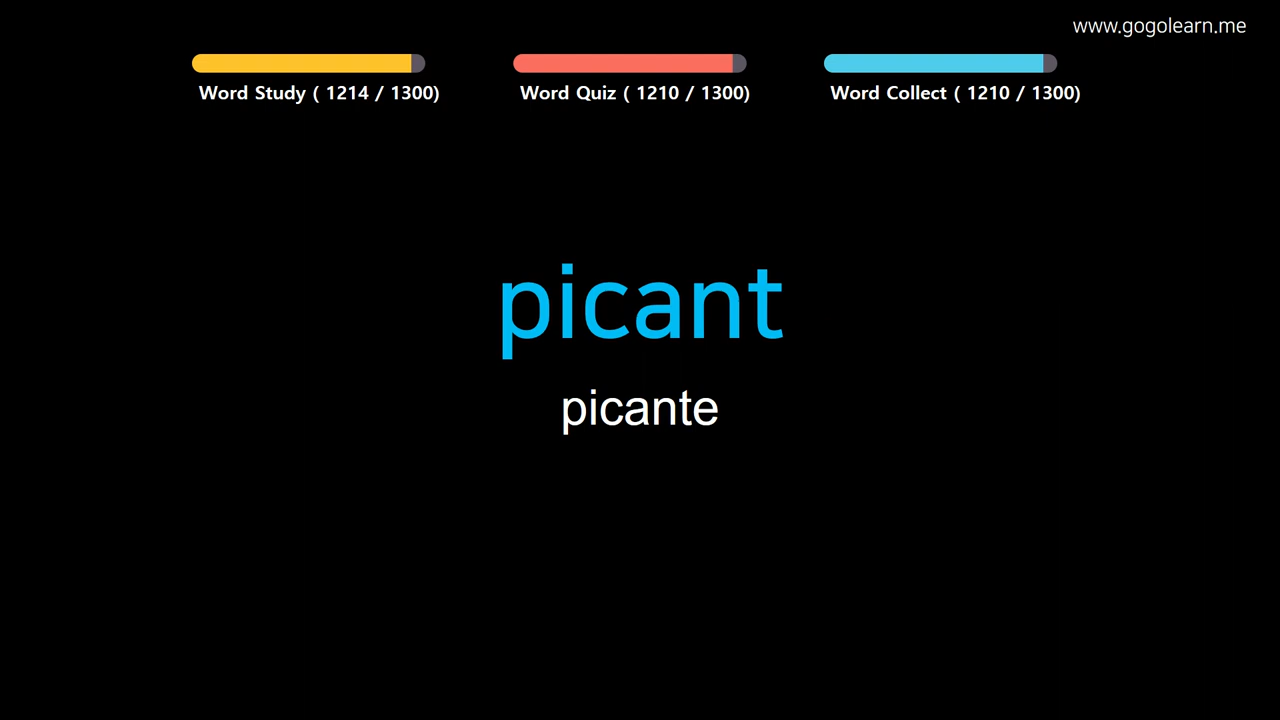 www.gogolearn.me
Word Study ( 1214 / 1300)
Word Quiz ( 1210 / 1300)
Word Collect ( 1210 / 1300)
picant
picante